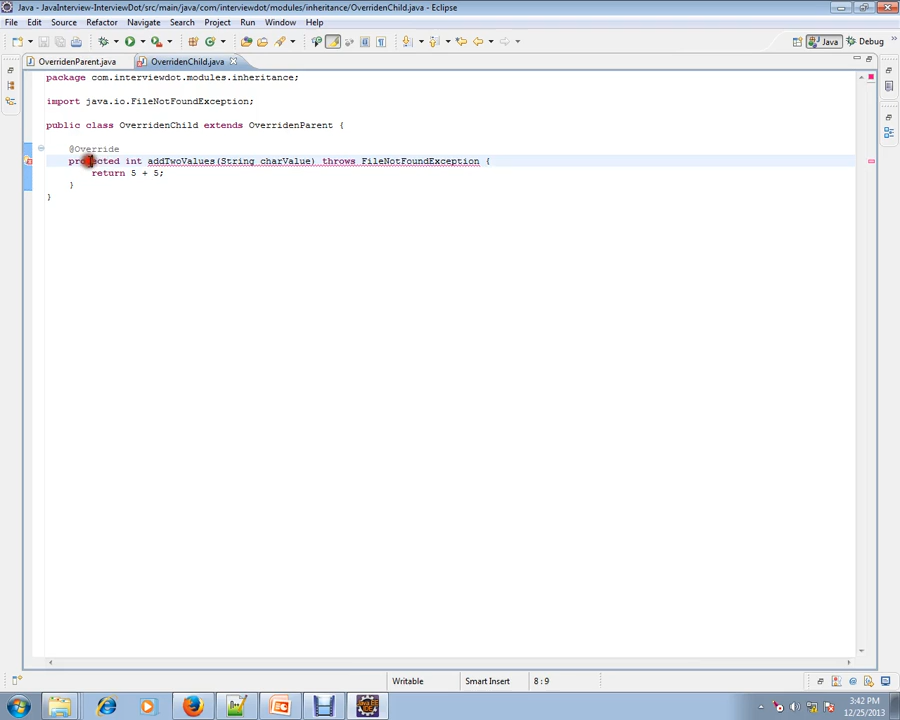 Java - JavaInterview-InterviewDot/src/main/java/com/interviewdot/modules/inheritance/OverridenChild.java - Eclipse
File Edit Source Refactor Navigate Search Project Run Window Help
Java Debug
OverridenParent.java OverridenChild.java
package com.interviewdot.modules.inheritance;
import java.io.FileNotFoundException;
public class OverridenChild extends OverridenParent {
@Override
protected int addTwoValues(String charValue) throws FileNotFoundException {
return 5 + 5;
}
}
Writable Smart Insert 8 : 9
3:42 PM
12/25/2013